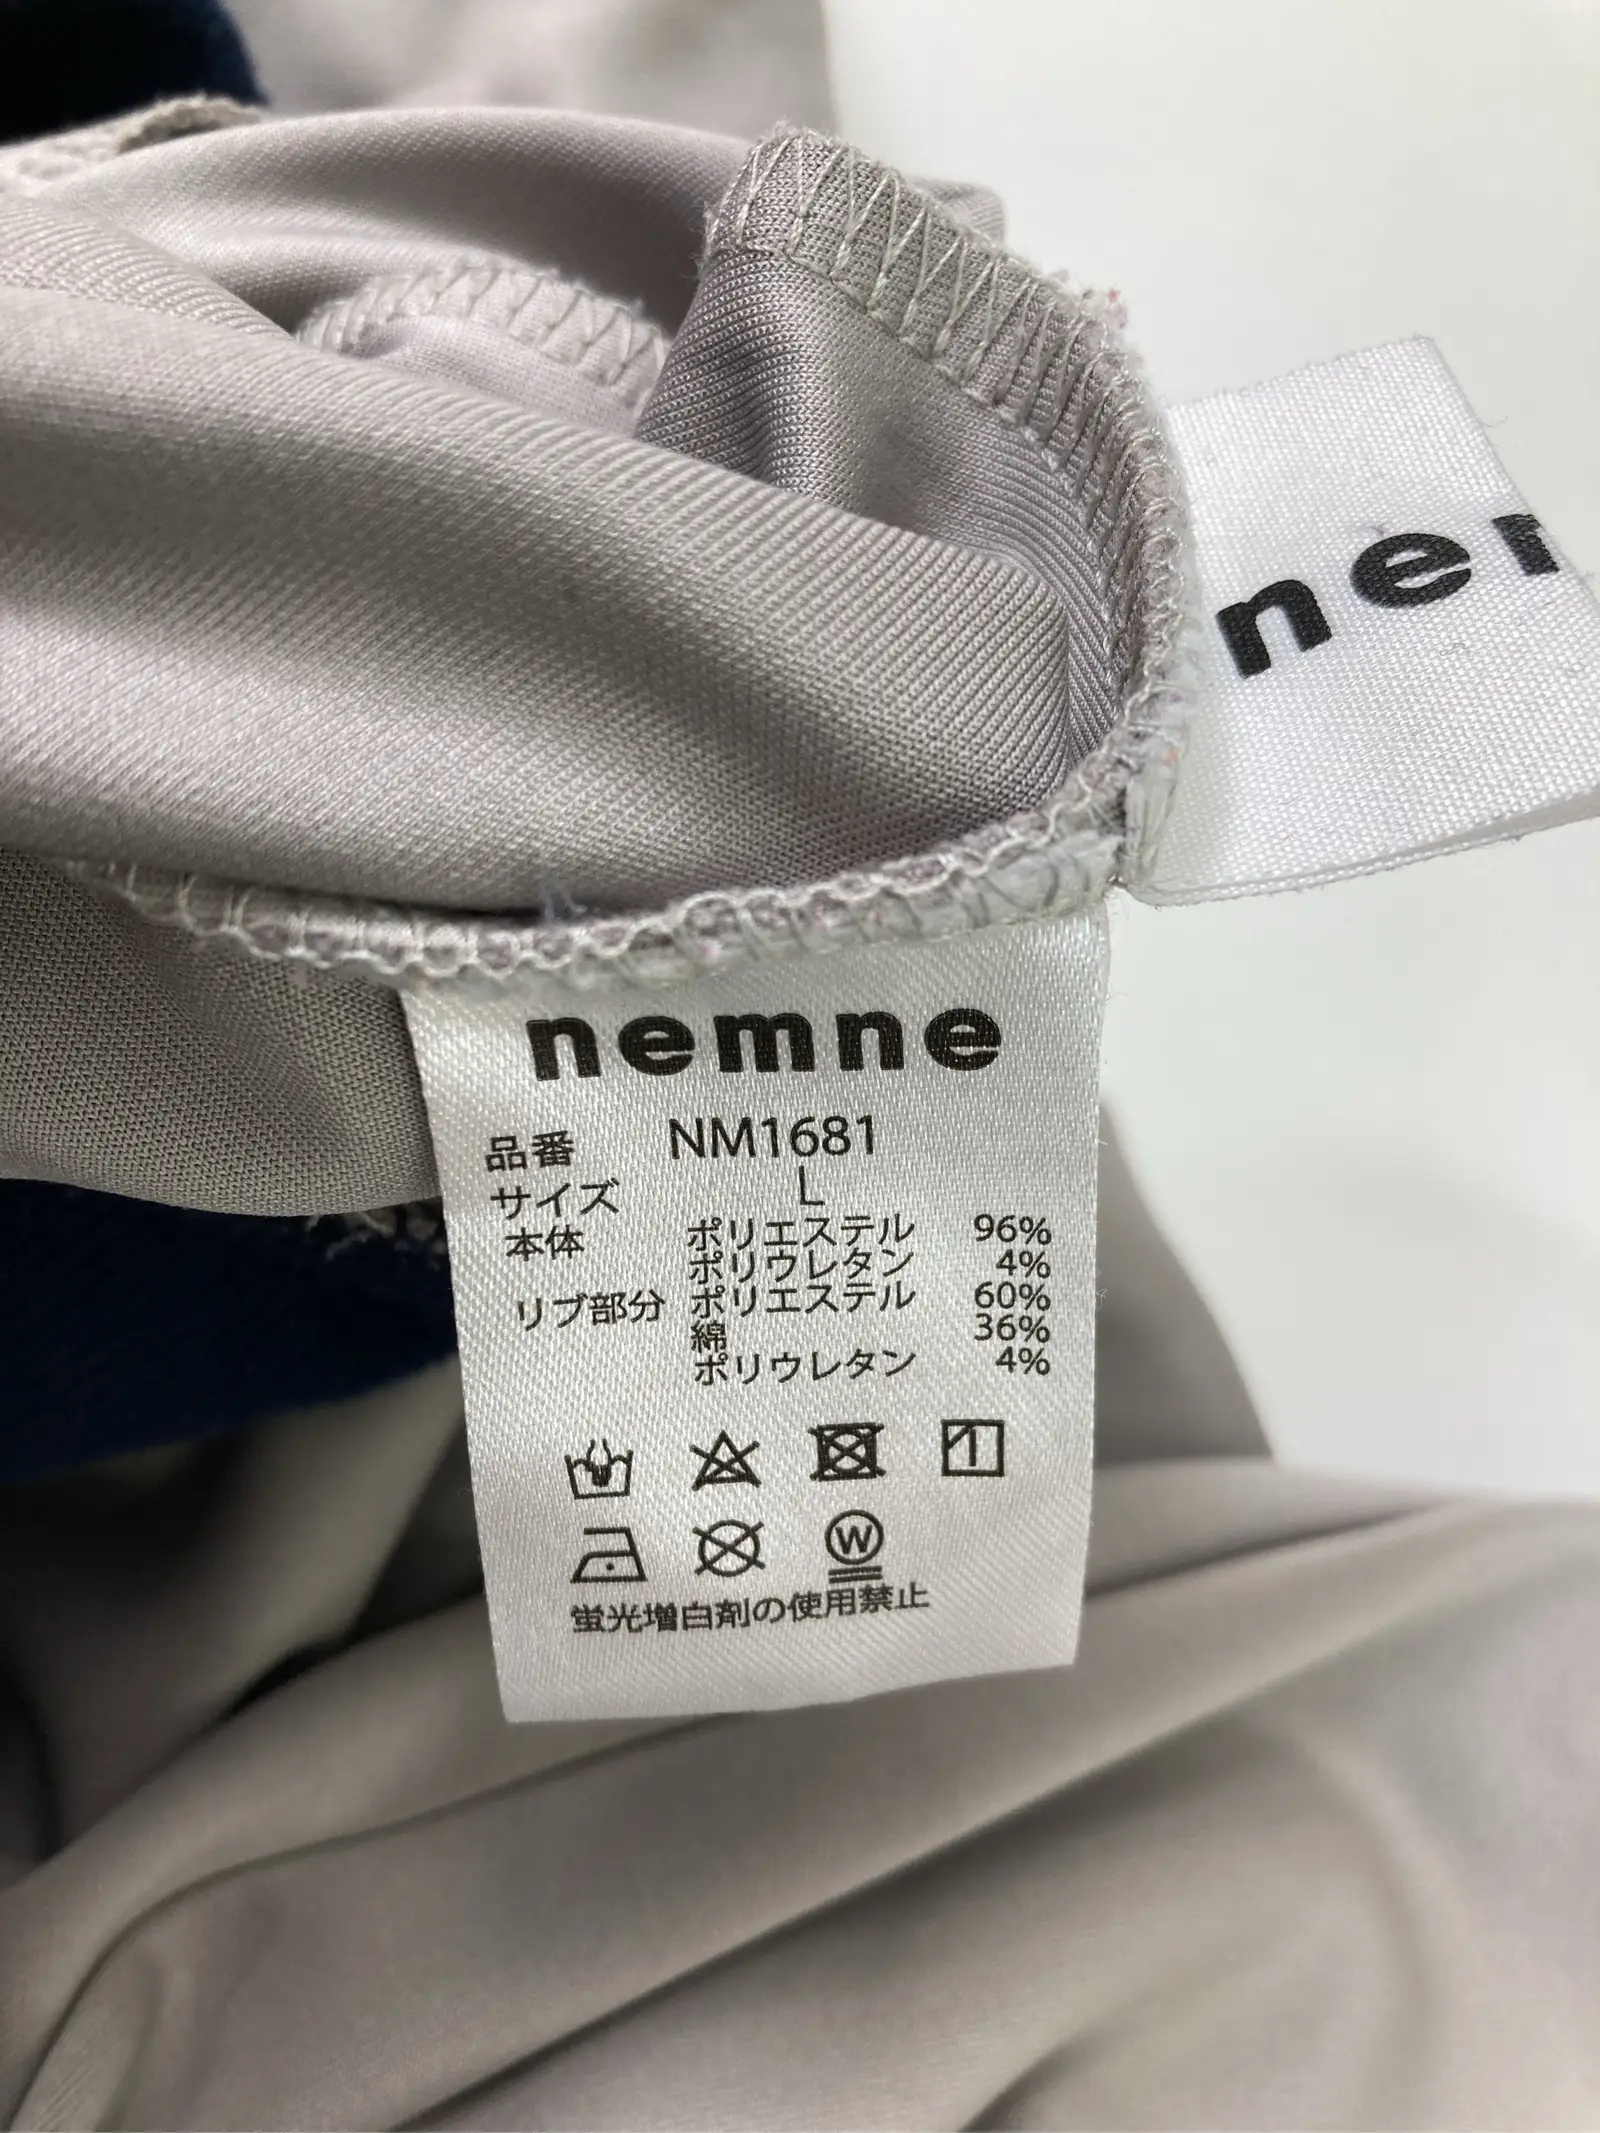 ne
nemne
品番 NM1681
サイズ L
本体 ポリエステル 96%
ポリウレタン 4%
リブ部分 ポリエステル 60%
綿 36%
ポリウレタン 4%
W
蛍光増白剤の使用禁止